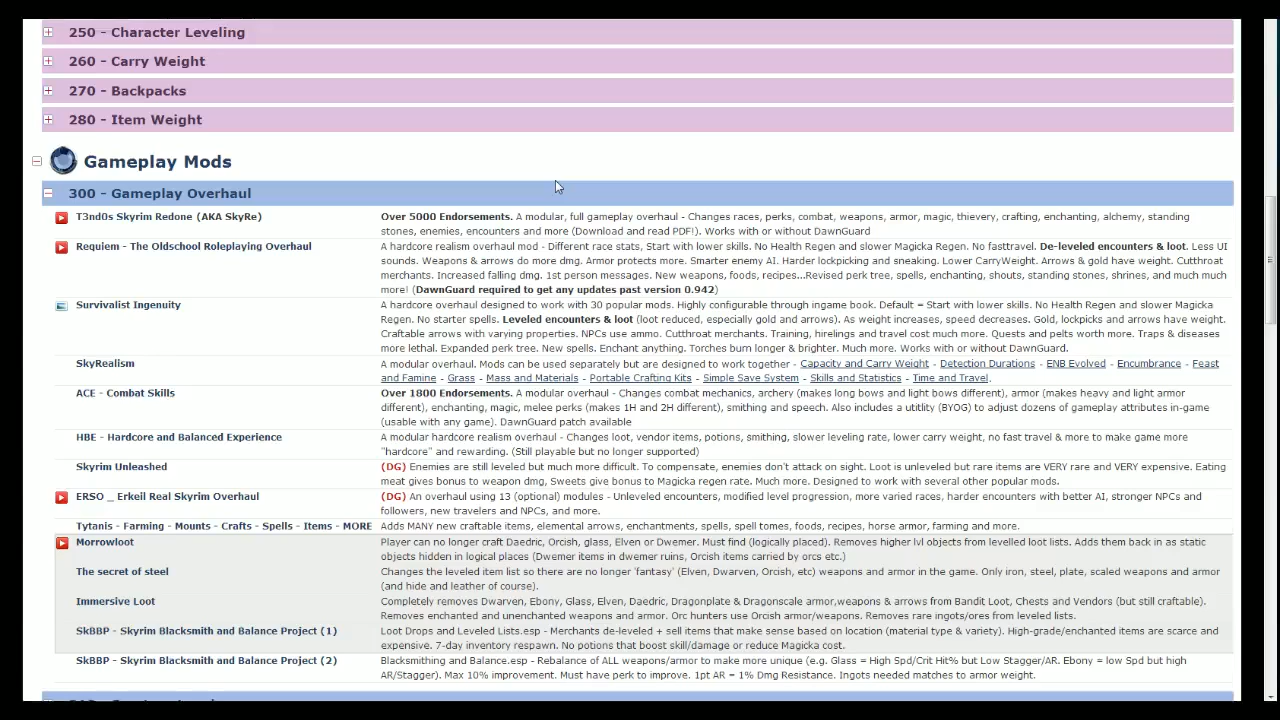 250 - Character Leveling
260 - Carry Weight
270 - Backpacks
280 - Item Weight
Gameplay Mods
300 - Gameplay Overhaul
T3nd0s Skyrim Redone (AKA SkyRe)
Over 5000 Endorsements. A modular, full gameplay overhaul - Changes races, perks, combat, weapons, armor, magic, thievery, crafting, enchanting, alchemy, standing
stones, enemies, encounters and more (Download and read PDF!). Works with or without DawnGuard
Requiem - The Oldschool Roleplaying Overhaul
A hardcore realism overhaul mod - Different race stats, Start with lower skills. No Health Regen and slower Magicka Regen. No fasttravel. De-leveled encounters & loot. Less UI
sounds. Weapons & arrows do more dmg. Armor protects more. Smarter enemy AI. Harder lockpicking and sneaking. Lower CarryWeight. Arrows & gold have weight. Cutthroat
merchants. Increased falling dmg. 1st person messages. New weapons, foods, recipes...Revised perk tree, spells, enchanting, shouts, standing stones, shrines, and much much
more! (DawnGuard required to get any updates past version 0.942)
Survivalist Ingenuity
A hardcore overhaul designed to work with 30 popular mods. Highly configurable through ingame book. Default = Start with lower skills. No Health Regen and slower Magicka
Regen. No starter spells. Leveled encounters & loot (loot reduced, especially gold and arrows). As weight increases, speed decreases. Gold, lockpicks and arrows have weight.
Craftable arrows with varying properties. NPCs use ammo. Cutthroat merchants. Training, hirelings and travel cost much more. Quests and pelts worth more. Traps & diseases
more lethal. Expanded perk tree. New spells. Enchant anything. Torches burn longer & brighter. Much more. Works with or without DawnGuard.
SkyRealism
A modular overhaul. Mods can be used separately but are designed to work together - Capacity and Carry Weight - Detection Durations - ENB Evolved - Encumbrance - Feast
and Famine - Grass - Mass and Materials - Portable Crafting Kits - Simple Save System - Skills and Statistics - Time and Travel.
ACE - Combat Skills
Over 1800 Endorsements. A modular overhaul - Changes combat mechanics, archery (makes long bows and light bows different), armor (makes heavy and light armor
different), enchanting, magic, melee perks (makes 1H and 2H different), smithing and speech. Also includes a utitlity (BYOG) to adjust dozens of gameplay attributes in-game
(usable with any game). DawnGuard patch available
HBE - Hardcore and Balanced Experience
A modular hardcore realism overhaul - Changes loot, vendor items, potions, smithing, slower leveling rate, lower carry weight, no fast travel & more to make game more
"hardcore" and rewarding. (Still playable but no longer supported)
Skyrim Unleashed
(DG) Enemies are still leveled but much more difficult. To compensate, enemies don't attack on sight. Loot is unleveled but rare items are VERY rare and VERY expensive. Eating
meat gives bonus to weapon dmg, Sweets give bonus to Magicka regen rate. Much more. Designed to work with several other popular mods.
ERSO _ Erkeil Real Skyrim Overhaul
(DG) An overhaul using 13 (optional) modules - Unleveled encounters, modified level progression, more varied races, harder encounters with better AI, stronger NPCs and
followers, new travelers and NPCs, and more.
Tytanis - Farming - Mounts - Crafts - Spells - Items - MORE
Adds MANY new craftable items, elemental arrows, enchantments, spells, spell tomes, foods, recipes, horse armor, farming and more.
Morrowloot
Player can no longer craft Daedric, Orcish, glass, Elven or Dwemer. Must find (logically placed). Removes higher lvl objects from levelled loot lists. Adds them back in as static
objects hidden in logical places (Dwemer items in dwemer ruins, Orcish items carried by orcs etc.)
The secret of steel
Changes the leveled item list so there are no longer 'fantasy' (Elven, Dwarven, Orcish, etc) weapons and armor in the game. Only iron, steel, plate, scaled weapons and armor
(and hide and leather of course).
Immersive Loot
Completely removes Dwarven, Ebony, Glass, Elven, Daedric, Dragonplate & Dragonscale armor,weapons & arrows from Bandit Loot, Chests and Vendors (but still craftable).
Removes enchanted and unenchanted weapons and armor. Orc hunters use Orcish armor/weapons. Removes rare ingots/ores from leveled lists.
SkBBP - Skyrim Blacksmith and Balance Project (1)
Loot Drops and Leveled Lists.esp - Merchants de-leveled + sell items that make sense based on location (material type & variety). High-grade/enchanted items are scarce and
expensive. 7-day inventory respawn. No potions that boost skill/damage or reduce Magicka cost.
SkBBP - Skyrim Blacksmith and Balance Project (2)
Blacksmithing and Balance.esp - Rebalance of ALL weapons/armor to make more unique (e.g. Glass = High Spd/Crit Hit% but Low Stagger/AR. Ebony = low Spd but high
AR/Stagger). Max 10% improvement. Must have perk to improve. 1pt AR = 1% Dmg Resistance. Ingots needed matches to armor weight.